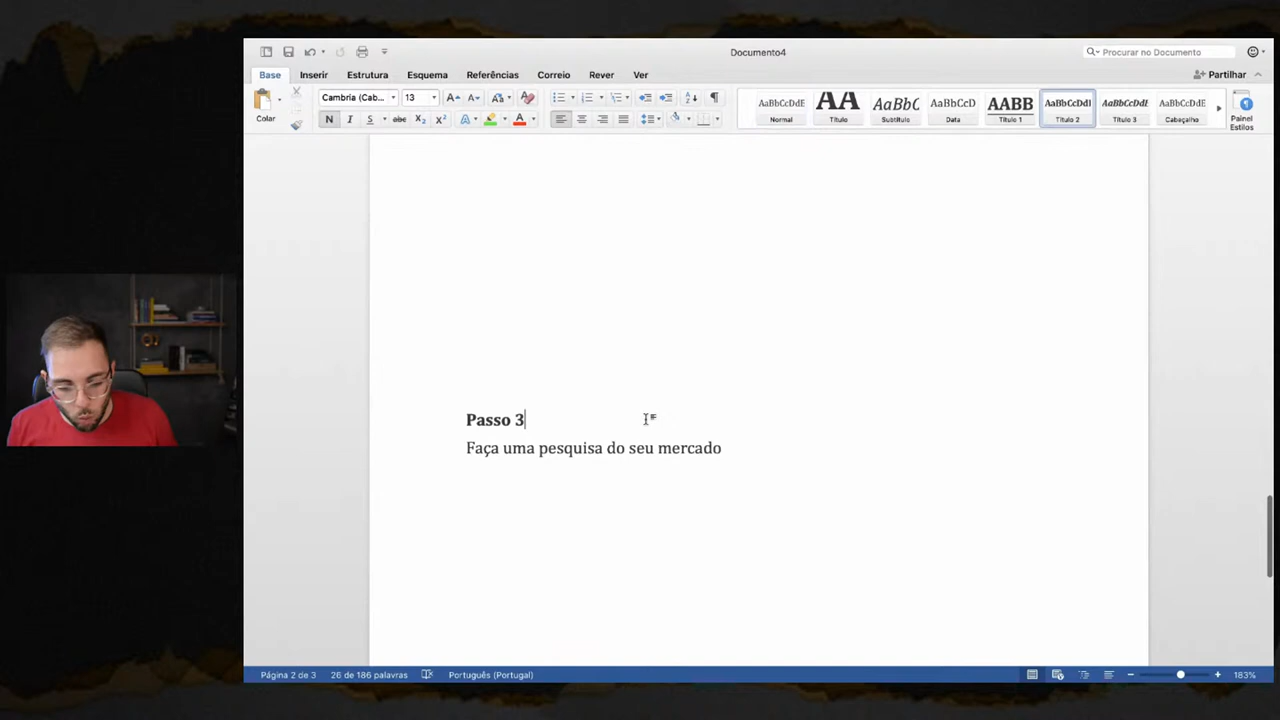 Documento4
Procurar no Documento
Base Inserir Estrutura Esquema Referências Correio Rever Ver
Partilhar
Colar
Cambria (Cab... 13
N I S abc X₂ X²
AaBbCcDdE AA AaBbC AaBbCcD AABB AaBbCcDdI AaBbCcDdI AaBbCcDdE
Normal Título Subtítulo Data Título 1 Título 2 Título 3 Cabeçalho
Painel
Estilos
Passo 3
Faça uma pesquisa do seu mercado
Página 2 de 3 26 de 186 palavras Português (Portugal) 183%